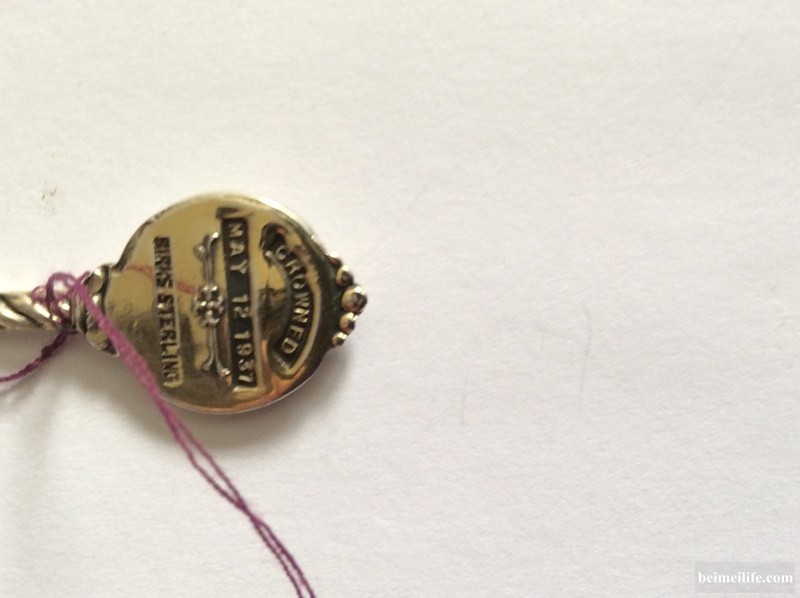 CROWNED
MAY 12 1937
BIRKS STERLING
beimeilife.com